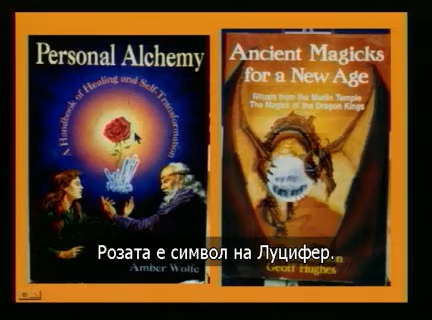 Personal Alchemy
A Handbook of Healing and Self-Transformation
Amber Wolfe
Ancient Magicks
for a New Age
Rituals from the Merlin Temple
The Magick of the Dragon Kings
Geoff Hughes
Розата е символ на Луцифер.